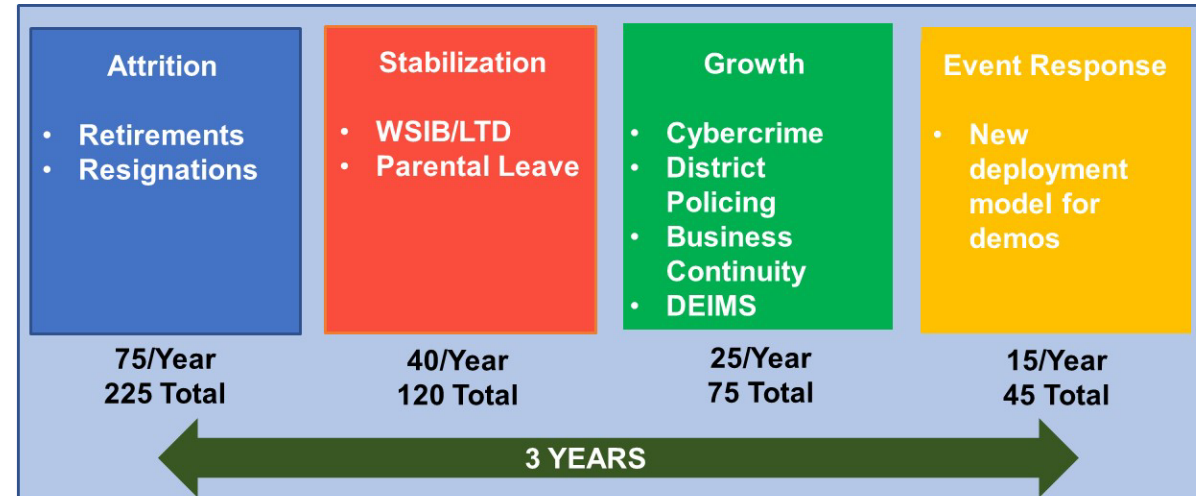 Attrition
• Retirements
• Resignations
75/Year
225 Total
Stabilization
• WSIB/LTD
• Parental Leave
40/Year
120 Total
Growth
• Cybercrime
• District
Policing
• Business
Continuity
• DEIMS
25/Year
75 Total
Event Response
• New
deployment
model for
demos
15/Year
45 Total
3 YEARS